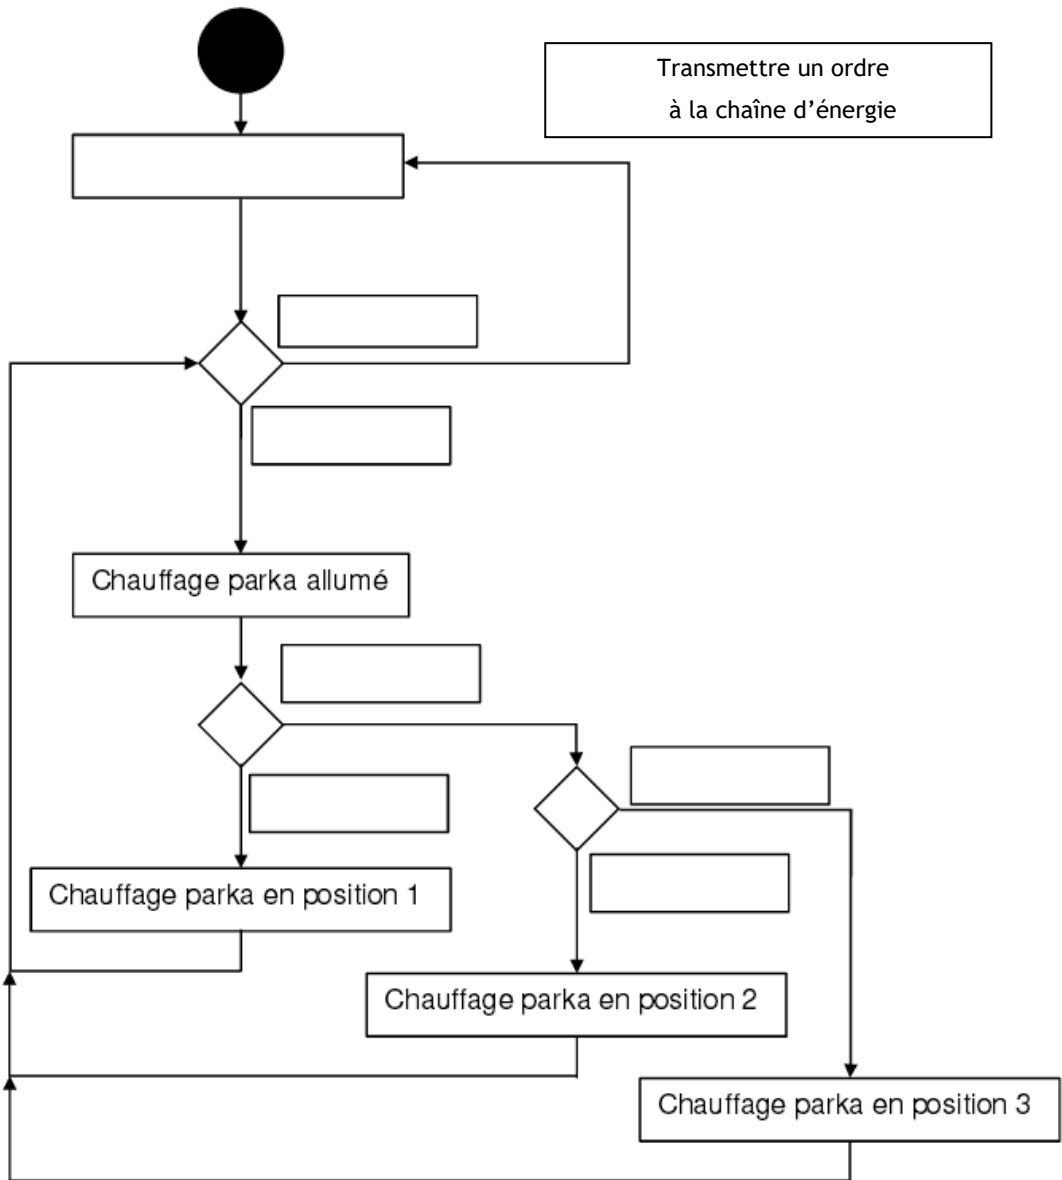 Transmettre un ordre
à la chaîne d’énergie
Chauffage parka allumé
Chauffage parka en position 1
Chauffage parka en position 2
Chauffage parka en position 3